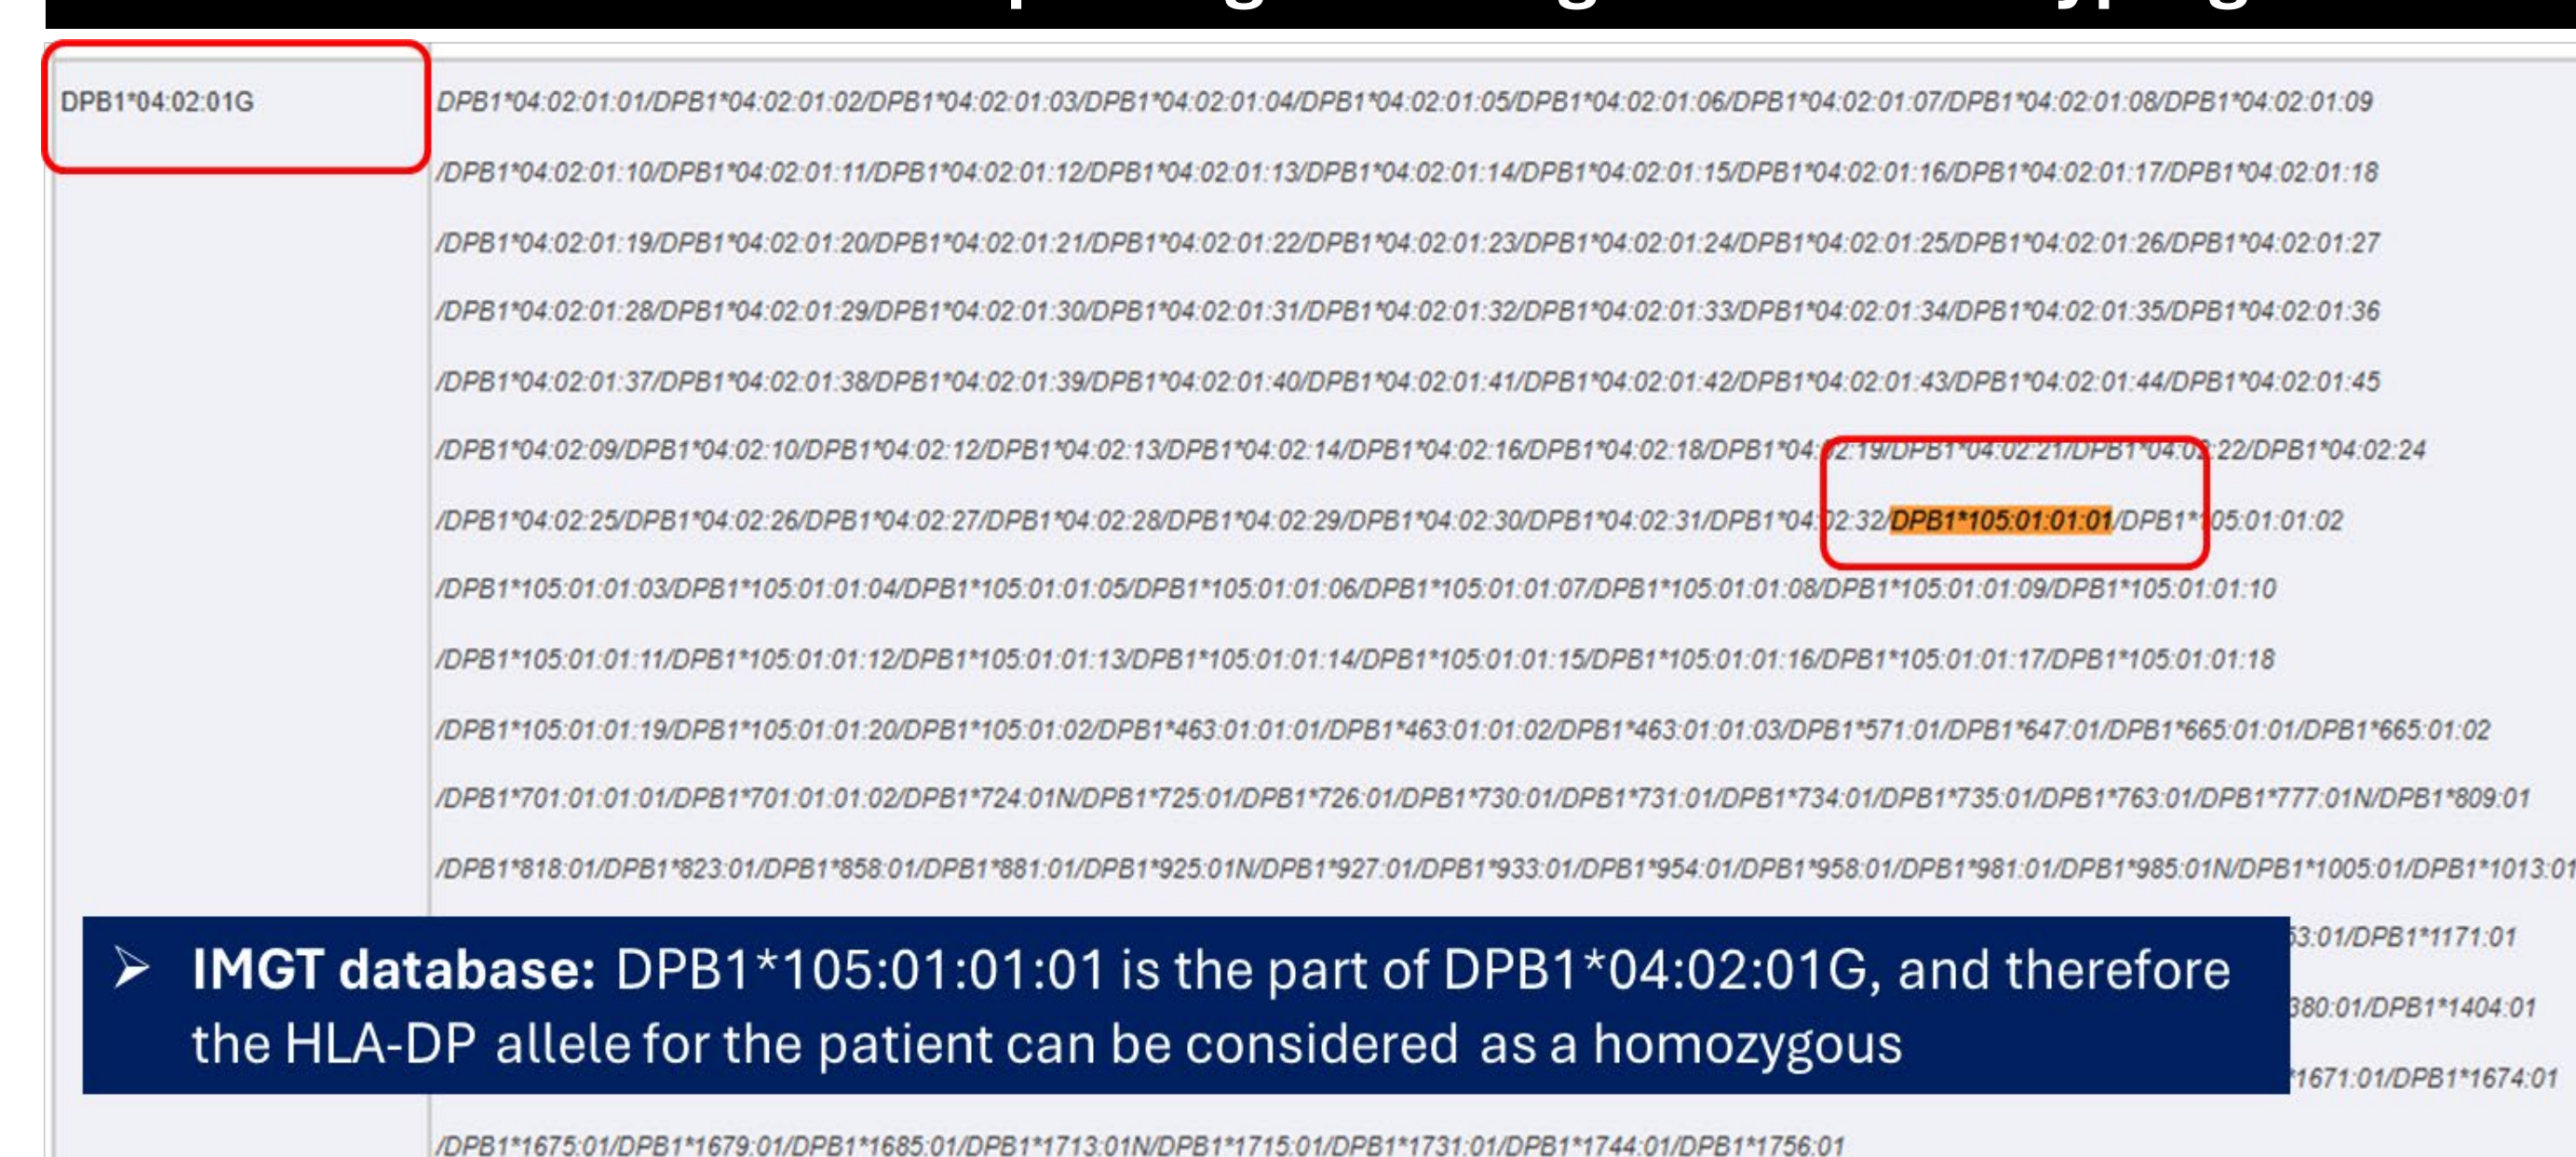 DPB1*04:02:01G
DPB1*04:02:01:01/DPB1*04:02:01:02/DPB1*04:02:01:03/DPB1*04:02:01:04/DPB1*04:02:01:05/DPB1*04:02:01:06/DPB1*04:02:01:07/DPB1*04:02:01:08/DPB1*04:02:01:09
/DPB1*04:02:01:10/DPB1*04:02:01:11/DPB1*04:02:01:12/DPB1*04:02:01:13/DPB1*04:02:01:14/DPB1*04:02:01:15/DPB1*04:02:01:16/DPB1*04:02:01:17/DPB1*04:02:01:18
/DPB1*04:02:01:19/DPB1*04:02:01:20/DPB1*04:02:01:21/DPB1*04:02:01:22/DPB1*04:02:01:23/DPB1*04:02:01:24/DPB1*04:02:01:25/DPB1*04:02:01:26/DPB1*04:02:01:27
/DPB1*04:02:01:28/DPB1*04:02:01:29/DPB1*04:02:01:30/DPB1*04:02:01:31/DPB1*04:02:01:32/DPB1*04:02:01:33/DPB1*04:02:01:34/DPB1*04:02:01:35/DPB1*04:02:01:36
/DPB1*04:02:01:37/DPB1*04:02:01:38/DPB1*04:02:01:39/DPB1*04:02:01:40/DPB1*04:02:01:41/DPB1*04:02:01:42/DPB1*04:02:01:43/DPB1*04:02:01:44/DPB1*04:02:01:45
/DPB1*04:02:09/DPB1*04:02:10/DPB1*04:02:12/DPB1*04:02:13/DPB1*04:02:14/DPB1*04:02:16/DPB1*04:02:18/DPB1*04:02:19/DPB1*04:02:21/DPB1*04:02:22/DPB1*04:02:24
/DPB1*04:02:25/DPB1*04:02:26/DPB1*04:02:27/DPB1*04:02:28/DPB1*04:02:29/DPB1*04:02:30/DPB1*04:02:31/DPB1*04:02:32/DPB1*105:01:01:01/DPB1*105:01:01:02
/DPB1*105:01:01:03/DPB1*105:01:01:04/DPB1*105:01:01:05/DPB1*105:01:01:06/DPB1*105:01:01:07/DPB1*105:01:01:08/DPB1*105:01:01:09/DPB1*105:01:01:10
/DPB1*105:01:01:11/DPB1*105:01:01:12/DPB1*105:01:01:13/DPB1*105:01:01:14/DPB1*105:01:01:15/DPB1*105:01:01:16/DPB1*105:01:01:17/DPB1*105:01:01:18
/DPB1*105:01:01:19/DPB1*105:01:01:20/DPB1*105:01:02/DPB1*463:01:01:01/DPB1*463:01:01:02/DPB1*463:01:01:03/DPB1*571:01/DPB1*647:01/DPB1*665:01:01/DPB1*665:01:02
/DPB1*701:01:01:01/DPB1*701:01:01:02/DPB1*724:01N/DPB1*725:01/DPB1*726:01/DPB1*730:01/DPB1*731:01/DPB1*734:01/DPB1*735:01/DPB1*763:01/DPB1*777:01N/DPB1*809:01
/DPB1*818:01/DPB1*823:01/DPB1*858:01/DPB1*881:01/DPB1*925:01N/DPB1*927:01/DPB1*933:01/DPB1*954:01/DPB1*958:01/DPB1*981:01/DPB1*985:01N/DPB1*1005:01/DPB1*1013:01
53:01/DPB1*1171:01
➢ IMGT database: DPB1*105:01:01:01 is the part of DPB1*04:02:01G, and therefore
380:01/DPB1*1404:01
the HLA-DP allele for the patient can be considered as a homozygous
*1671:01/DPB1*1674:01
/DPB1*1675:01/DPB1*1679:01/DPB1*1685:01/DPB1*1713:01N/DPB1*1715:01/DPB1*1731:01/DPB1*1744:01/DPB1*1756:01